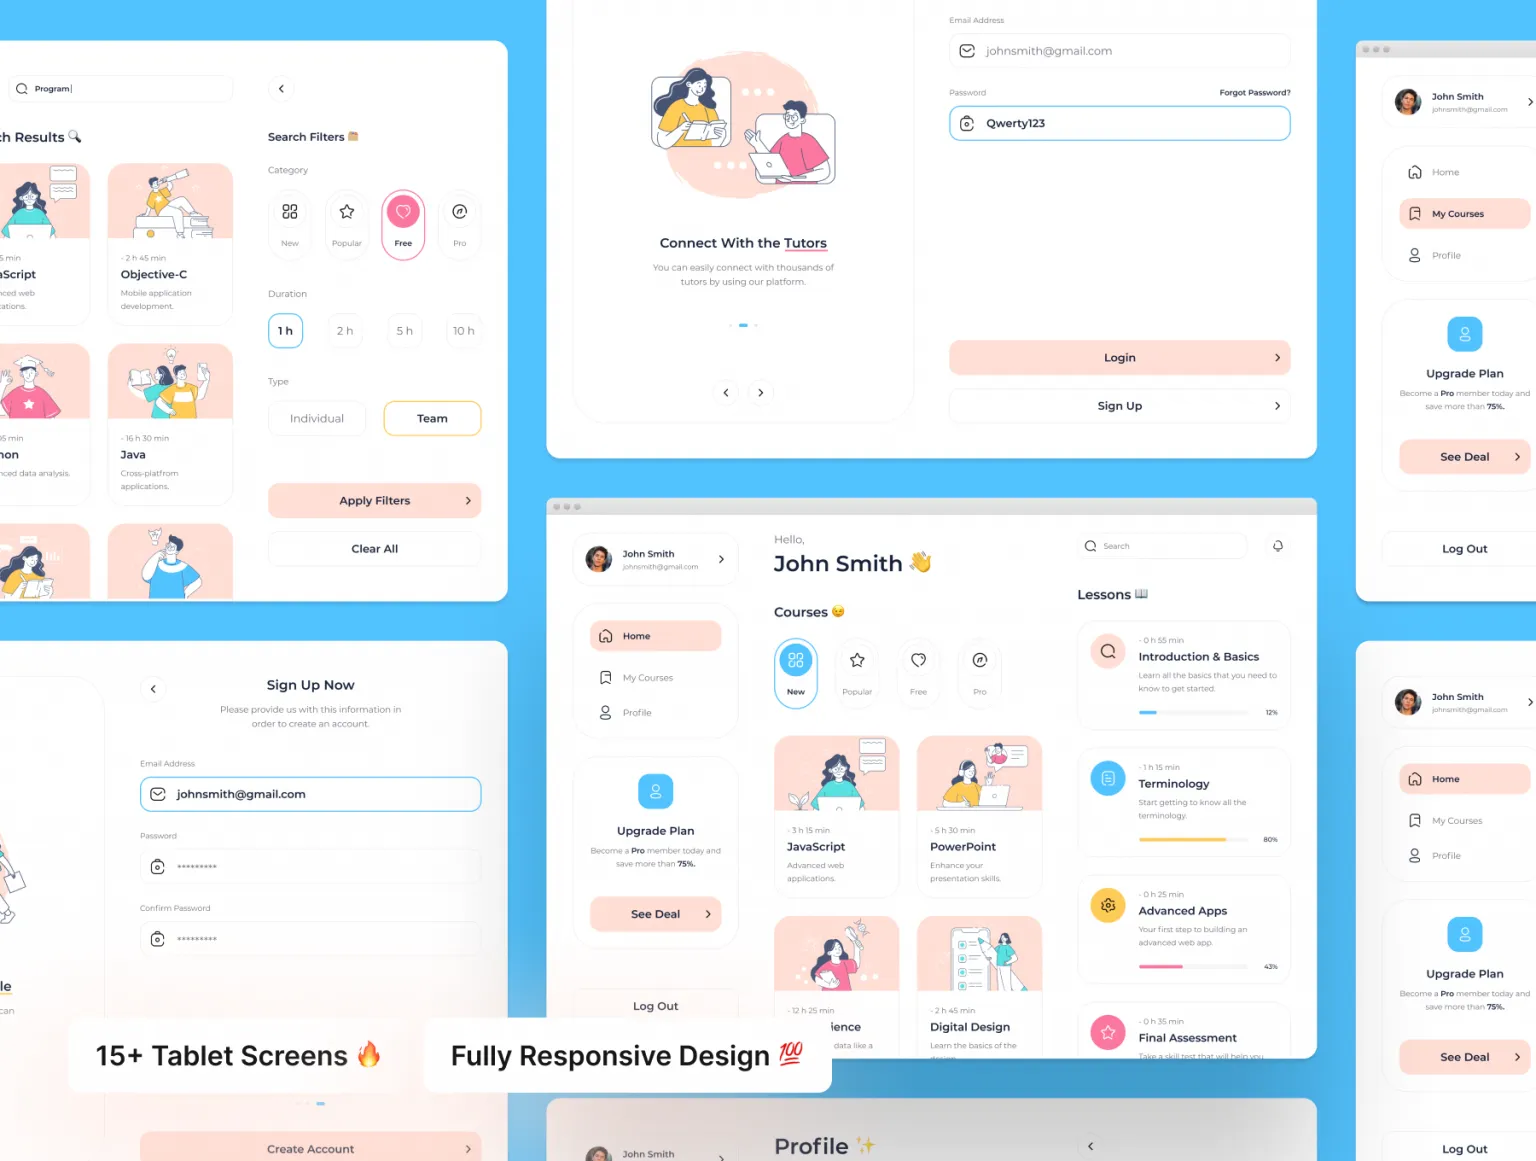 Program
ch Results 🔍
5 min
aScript
nced web
cations.
- 2 h 45 min
Objective-C
Mobile application
development.
05 min
hon
nced data analysis.
- 16 h 30 min
Java
Cross-platfrom
applications.
Search Filters
Category
New
Popular
Free
Pro
Duration
1 h
2 h
5 h
10 h
Type
Individual
Team
Apply Filters
Clear All
Connect With the Tutors
You can easily connect with thousands of
tutors by using our platform.
Email Address
johnsmith@gmail.com
Password
Forgot Password?
Qwerty123
Login
Sign Up
John Smith
johnsmith@gmail.com
Home
My Courses
Profile
Upgrade Plan
Become a Pro member today and
save more than 75%.
See Deal
Log Out
le
can
Sign Up Now
Please provide us with this information in
order to create an account.
Email Address
johnsmith@gmail.com
Password
*********
Confirm Password
*********
Create Account
John Smith
johnsmith@gmail.com
Home
My Courses
Profile
Upgrade Plan
Become a Pro member today and
save more than 75%.
See Deal
Log Out
Hello,
John Smith 👋
Courses 😉
New
Popular
Free
Pro
- 3 h 15 min
JavaScript
Advanced web
applications.
- 5 h 30 min
PowerPoint
Enhance your
presentation skills.
- 12 h 25 min
ience
data like a
- 2 h 45 min
Digital Design
Learn the basics of the
design.
Search
Lessons 📖
- 0 h 55 min
Introduction & Basics
Learn all the basics that you need to
know to get started.
12%
- 1 h 15 min
Terminology
Start getting to know all the
terminology.
80%
- 0 h 25 min
Advanced Apps
Your first step to building an
advanced web app.
43%
- 0 h 35 min
Final Assessment
Take a skill test that will help you
John Smith
johnsmith@gmail.com
Home
My Courses
Profile
Upgrade Plan
Become a Pro member today and
save more than 75%.
See Deal
Log Out
15+ Tablet Screens 🔥
Fully Responsive Design 💯
John Smith
Profile ✨